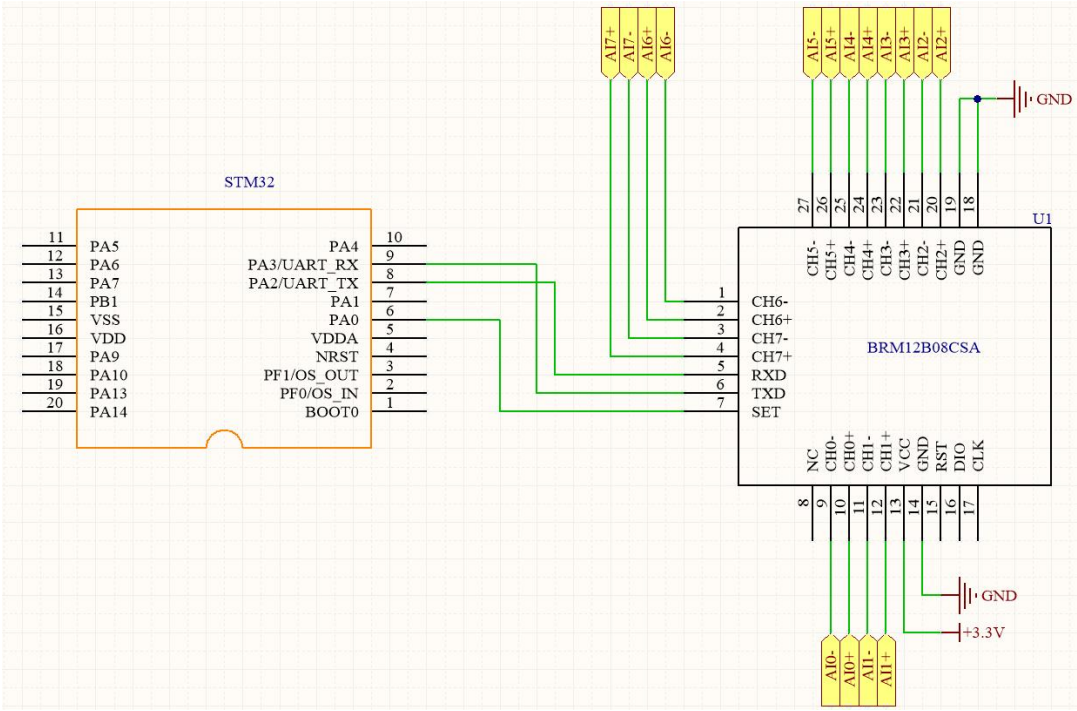 AI7+
AI7-
AI6+
AI6-
AI5-
AI5+
AI4-
AI4+
AI3-
AI3+
AI2-
AI2+
GND
STM32
11 PA5
12 PA6
13 PA7
14 PB1
15 VSS
16 VDD
17 PA9
18 PA10
19 PA13
20 PA14
PA4 10
PA3/UART_RX 9
PA2/UART_TX 8
PA1 7
PA0 6
VDDA 5
NRST 4
PF1/OS_OUT 3
PF0/OS_IN 2
BOOT0 1
U1
27 CH5-
26 CH5+
25 CH4-
24 CH4+
23 CH3-
22 CH3+
21 CH2-
20 CH2+
19 GND
18 GND
1 CH6-
2 CH6+
3 CH7-
4 CH7+
5 RXD
6 TXD
7 SET
BRM12B08CSA
8 NC
9 CH0-
10 CH0+
11 CH1-
12 CH1+
13 VCC
14 GND
15 RST
16 DIO
17 CLK
GND
+3.3V
AI0-
AI0+
AI1-
AI1+